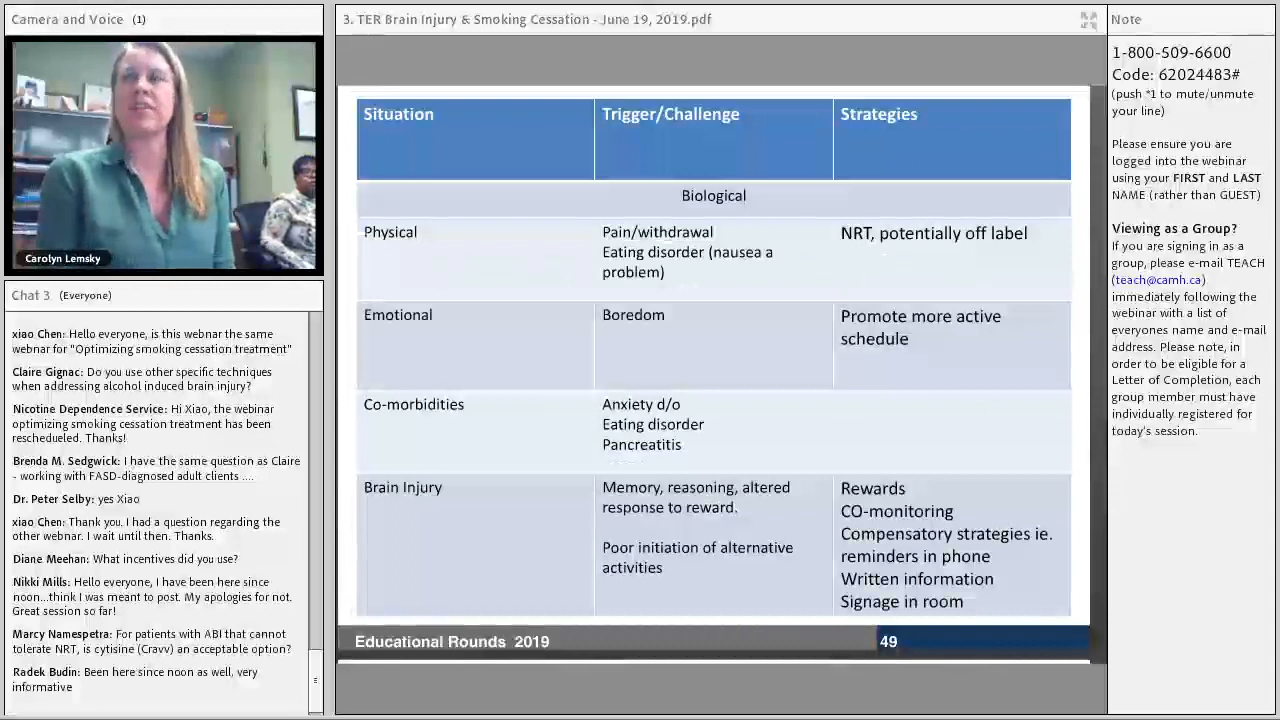 Camera and Voice (1)
Carolyn Lemsky
Chat 3 (Everyone)
xiao Chen: Hello everyone, is this webnar the same
webnar for "Optimizing smoking cessation treatment"
Claire Gignac: Do you use other specific techniques
when addressing alcohol induced brain injury?
Nicotine Dependence Service: Hi Xiao, the webinar
optimizing smoking cessation treatment has been
reschedueled. Thanks!
Brenda M. Sedgwick: I have the same question as Claire
- working with FASD-diagnosed adult clients ....
Dr. Peter Selby: yes Xiao
xiao Chen: Thank you. I had a question regarding the
other webinar. I wait until then. Thanks.
Diane Meehan: What incentives did you use?
Nikki Mills: Hello everyone, I have been here since
noon...think I was meant to post. My apologies for not.
Great session so far!
Marcy Namespetra: For patients with ABI that cannot
tolerate NRT, is cytisine (Cravv) an acceptable option?
Radek Budin: Been here since noon as well, very
informative
3. TER Brain Injury & Smoking Cessation - June 19, 2019.pdf
Situation Trigger/Challenge Strategies
Biological
Physical Pain/withdrawal NRT, potentially off label
Eating disorder (nausea a
problem)
Emotional Boredom Promote more active
schedule
Co-morbidities Anxiety d/o
Eating disorder
Pancreatitis
Brain Injury Memory, reasoning, altered Rewards
response to reward. CO-monitoring
Compensatory strategies ie.
Poor initiation of alternative reminders in phone
activities Written information
Signage in room
Educational Rounds 2019 49
Note
1-800-509-6600
Code: 62024483#
(push *1 to mute/unmute
your line)
Please ensure you are
logged into the webinar
using your FIRST and LAST
NAME (rather than GUEST)
Viewing as a Group?
If you are signing in as a
group, please e-mail TEACH
(teach@camh.ca)
immediately following the
webinar with a list of
everyones name and e-mail
address. Please note, in
order to be eligible for a
Letter of Completion, each
group member must have
individually registered for
today's session.